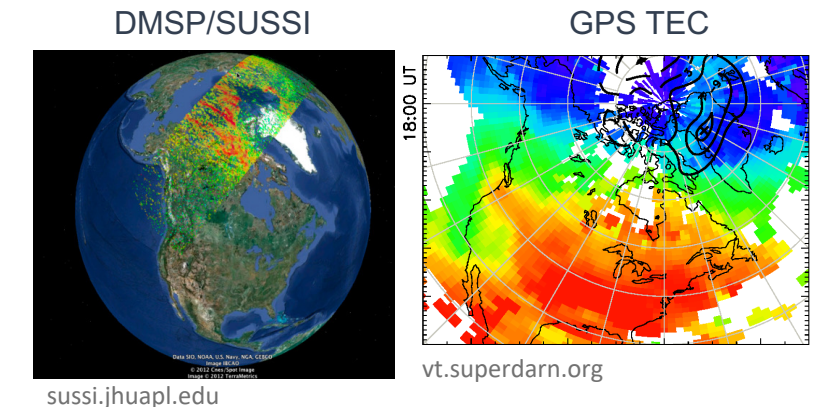 DMSP/SUSSI
GPS TEC
18:00 UT
Data SIO, NOAA, U.S. Navy, NGA, GEBCO
Image IBCAO
© 2012 Cnes/Spot Image
Image © 2012 TerraMetrics
sussi.jhuapl.edu
vt.superdarn.org